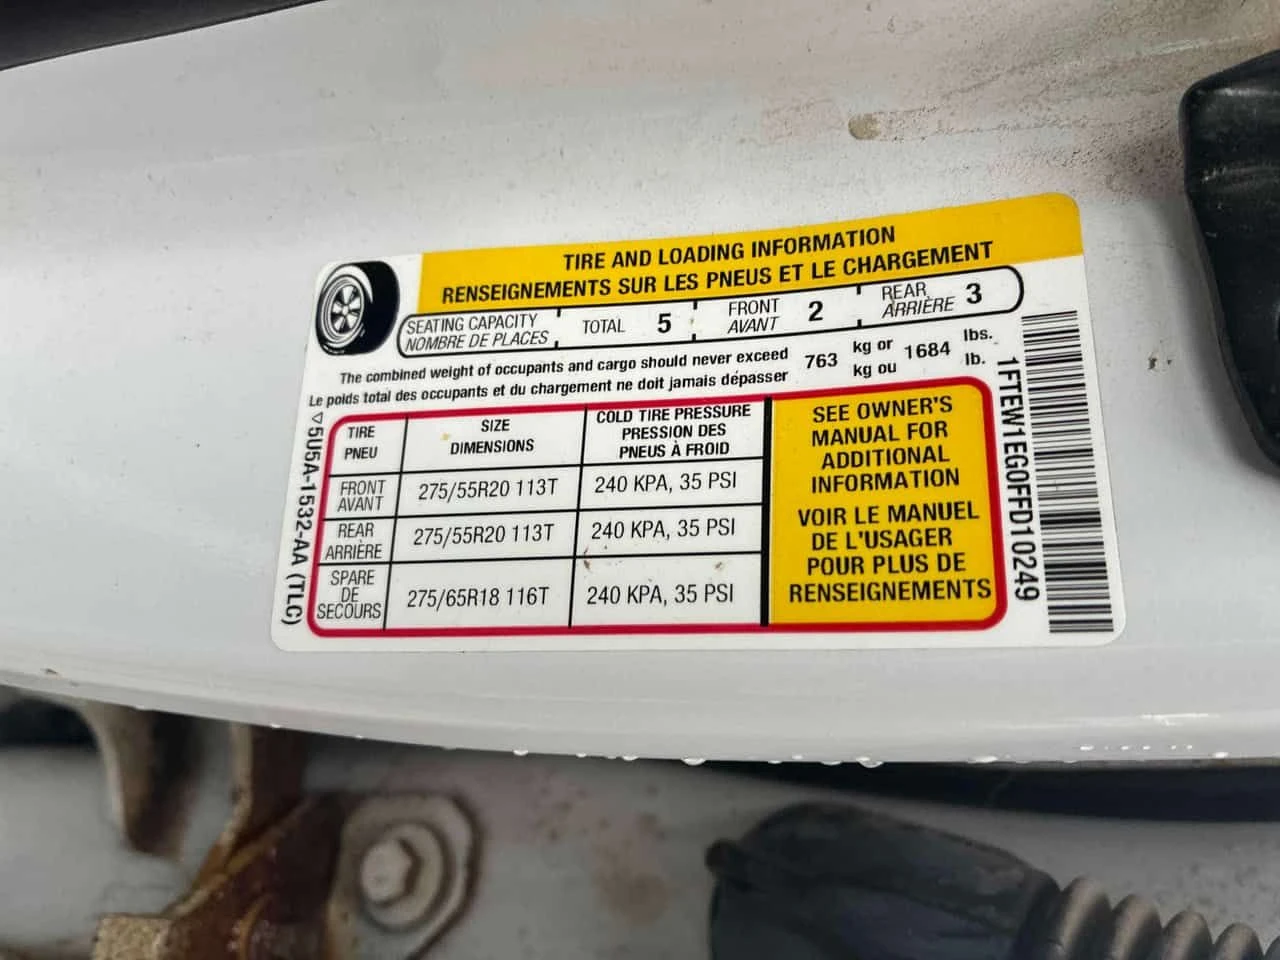 TIRE AND LOADING INFORMATION
RENSEIGNEMENTS SUR LES PNEUS ET LE CHARGEMENT
SEATING CAPACITY
NOMBRE DE PLACES
TOTAL 5
FRONT
AVANT
2
REAR
ARRIÈRE
3
The combined weight of occupants and cargo should never exceed 763 kg or 1684 lbs.
Le poids total des occupants et du chargement ne doit jamais dépasser kg ou lb.
TIRE
PNEU
SIZE
DIMENSIONS
COLD TIRE PRESSURE
PRESSION DES
PNEUS À FROID
FRONT
AVANT
275/55R20 113T
240 KPA, 35 PSI
REAR
ARRIÈRE
275/55R20 113T
240 KPA, 35 PSI
SPARE
DE
SECOURS
275/65R18 116T
240 KPA, 35 PSI
SEE OWNER'S
MANUAL FOR
ADDITIONAL
INFORMATION
VOIR LE MANUEL
DE L'USAGER
POUR PLUS DE
RENSEIGNEMENTS
▽5U5A-1532-AA (TLC)
1FTEW1EG0FFD10249